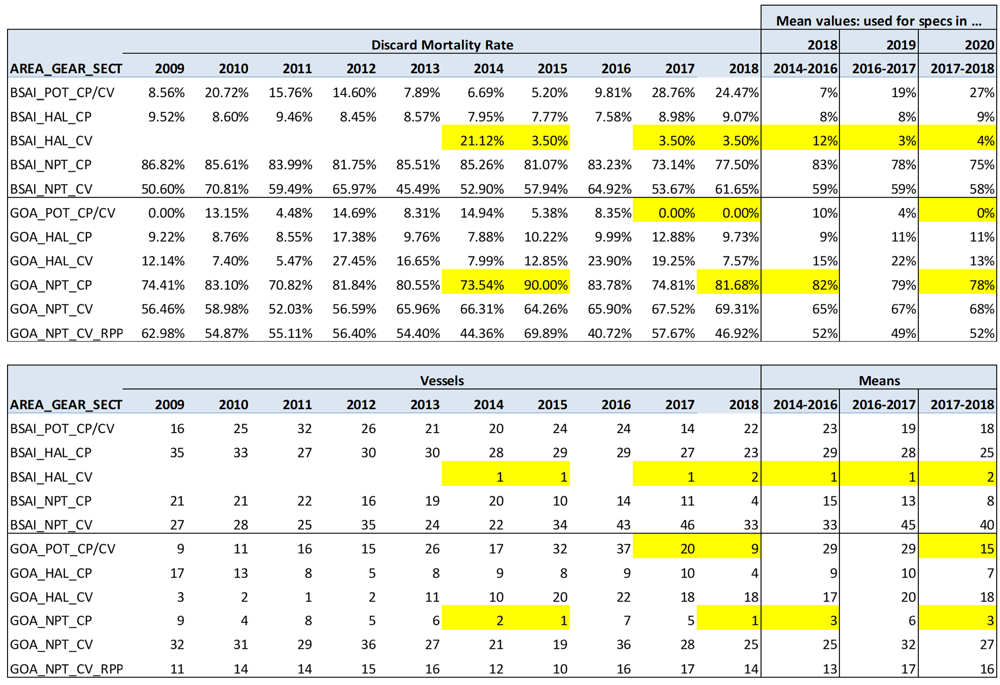 Mean values: used for specs in ...
Discard Mortality Rate 2018 2019 2020
AREA_GEAR_SECT 2009 2010 2011 2012 2013 2014 2015 2016 2017 2018 2014-2016 2016-2017 2017-2018
BSAI_POT_CP/CV 8.56% 20.72% 15.76% 14.60% 7.89% 6.69% 5.20% 9.81% 28.76% 24.47% 7% 19% 27%
BSAI_HAL_CP 9.52% 8.60% 9.46% 8.45% 8.57% 7.95% 7.77% 7.58% 8.98% 9.07% 8% 8% 9%
BSAI_HAL_CV 21.12% 3.50% 3.50% 3.50% 12% 3% 4%
BSAI_NPT_CP 86.82% 85.61% 83.99% 81.75% 85.51% 85.26% 81.07% 83.23% 73.14% 77.50% 83% 78% 75%
BSAI_NPT_CV 50.60% 70.81% 59.49% 65.97% 45.49% 52.90% 57.94% 64.92% 53.67% 61.65% 59% 59% 58%
GOA_POT_CP/CV 0.00% 13.15% 4.48% 14.69% 8.31% 14.94% 5.38% 8.35% 0.00% 0.00% 10% 4% 0%
GOA_HAL_CP 9.22% 8.76% 8.55% 17.38% 9.76% 7.88% 10.22% 9.99% 12.88% 9.73% 9% 11% 11%
GOA_HAL_CV 12.14% 7.40% 5.47% 27.45% 16.65% 7.99% 12.85% 23.90% 19.25% 7.57% 15% 22% 13%
GOA_NPT_CP 74.41% 83.10% 70.82% 81.84% 80.55% 73.54% 90.00% 83.78% 74.81% 81.68% 82% 79% 78%
GOA_NPT_CV 56.46% 58.98% 52.03% 56.59% 65.96% 66.31% 64.26% 65.90% 67.52% 69.31% 65% 67% 68%
GOA_NPT_CV_RPP 62.98% 54.87% 55.11% 56.40% 54.40% 44.36% 69.89% 40.72% 57.67% 46.92% 52% 49% 52%
Vessels Means
AREA_GEAR_SECT 2009 2010 2011 2012 2013 2014 2015 2016 2017 2018 2014-2016 2016-2017 2017-2018
BSAI_POT_CP/CV 16 25 32 26 21 20 24 24 14 22 23 19 18
BSAI_HAL_CP 35 33 27 30 30 28 29 29 27 23 29 28 25
BSAI_HAL_CV 1 1 1 2 1 1 2
BSAI_NPT_CP 21 21 22 16 19 20 10 14 11 4 15 13 8
BSAI_NPT_CV 27 28 25 35 24 22 34 43 46 33 33 45 40
GOA_POT_CP/CV 9 11 16 15 26 17 32 37 20 9 29 29 15
GOA_HAL_CP 17 13 8 5 8 9 8 9 10 4 9 10 7
GOA_HAL_CV 3 2 1 2 11 10 20 22 18 18 17 20 18
GOA_NPT_CP 9 4 8 5 6 2 1 7 5 1 3 6 3
GOA_NPT_CV 32 31 29 36 27 21 19 36 28 25 25 32 27
GOA_NPT_CV_RPP 11 14 14 15 16 12 10 16 17 14 13 17 16